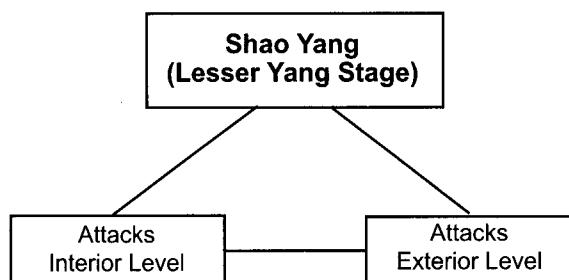 Shao Yang
(Lesser Yang Stage)
Attacks
Interior Level
Attacks
Exterior Level